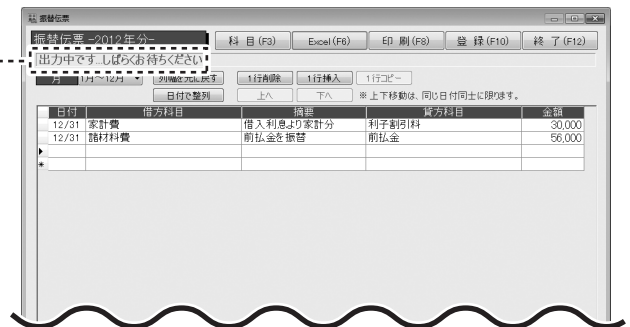 振替伝票
振替伝票 -2012年分-
科 目(F3) Excel(F6) 印 刷(F8) 登 録(F10) 終 了(F12)
出力中です...しばらくお待ちください
月 1月~12月 列幅を元に戻す 1行削除 1行挿入 1行コピー
日付で整列 上へ 下へ ※上下移動は、同じ日付同士に限ります。
日付 借方科目 摘要 貸方科目 金額
12/31 家計費 借入利息より家計分 利子割引料 30,000
12/31 諸材料費 前払金を振替 前払金 56,000